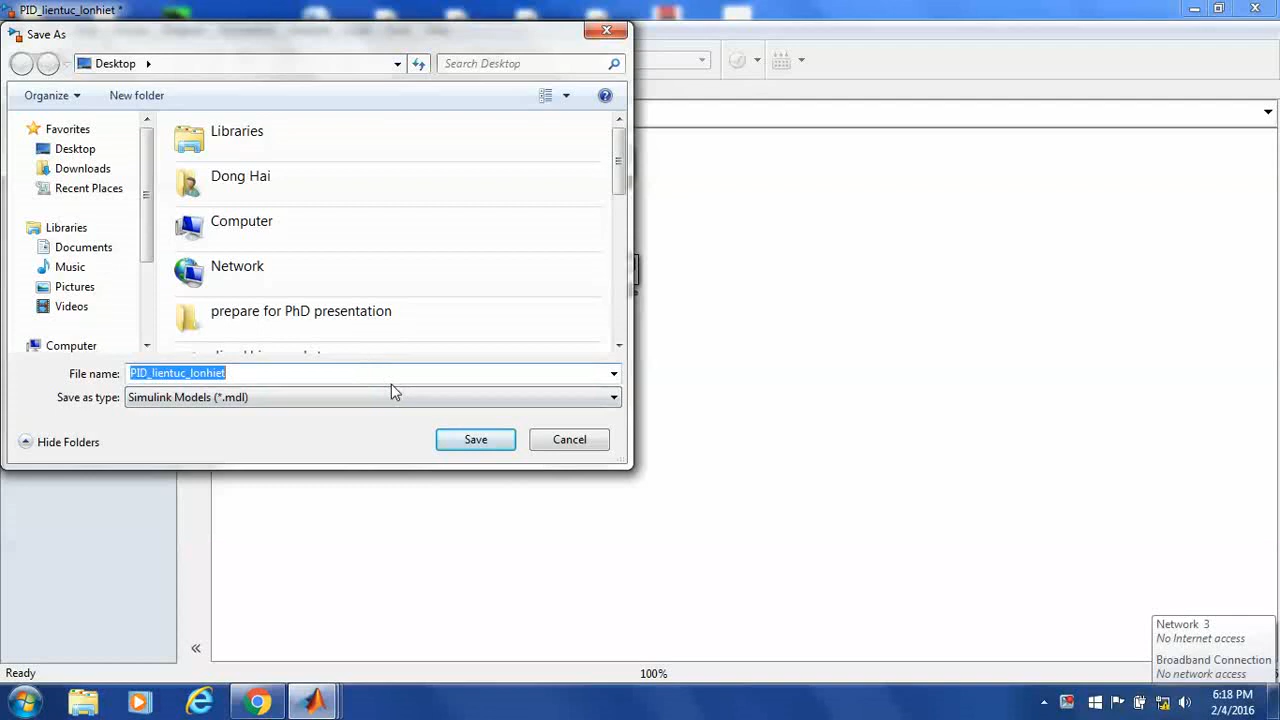 PID_lientuc_lonhiet *
Save As
Desktop
Search Desktop
Organize
New folder
Favorites
Desktop
Downloads
Recent Places
Libraries
Documents
Music
Pictures
Videos
Computer
Libraries
Dong Hai
Computer
Network
prepare for PhD presentation
File name: PID_lientuc_lonhiet
Save as type: Simulink Models (*.mdl)
Hide Folders
Save
Cancel
Network 3
No Internet access
Broadband Connection
No network access
Ready
100%
6:18 PM
2/4/2016